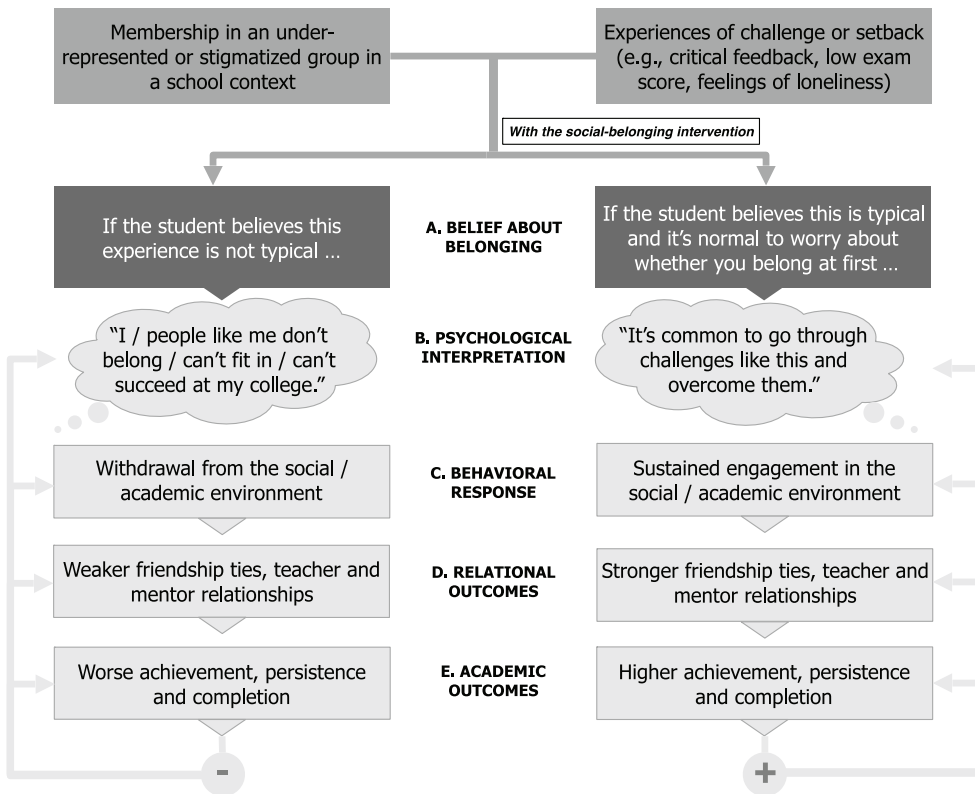 Membership in an under-
represented or stigmatized group in
a school context
Experiences of challenge or setback
(e.g., critical feedback, low exam
score, feelings of loneliness)
With the social-belonging intervention
If the student believes this
experience is not typical ...
A. BELIEF ABOUT
BELONGING
If the student believes this is typical
and it's normal to worry about
whether you belong at first ...
“I / people like me don’t
belong / can’t fit in / can’t
succeed at my college.”
B. PSYCHOLOGICAL
INTERPRETATION
“It’s common to go through
challenges like this and
overcome them.”
Withdrawal from the social /
academic environment
C. BEHAVIORAL
RESPONSE
Sustained engagement in the
social / academic environment
Weaker friendship ties, teacher and
mentor relationships
D. RELATIONAL
OUTCOMES
Stronger friendship ties, teacher and
mentor relationships
Worse achievement, persistence
and completion
E. ACADEMIC
OUTCOMES
Higher achievement, persistence
and completion
-
+